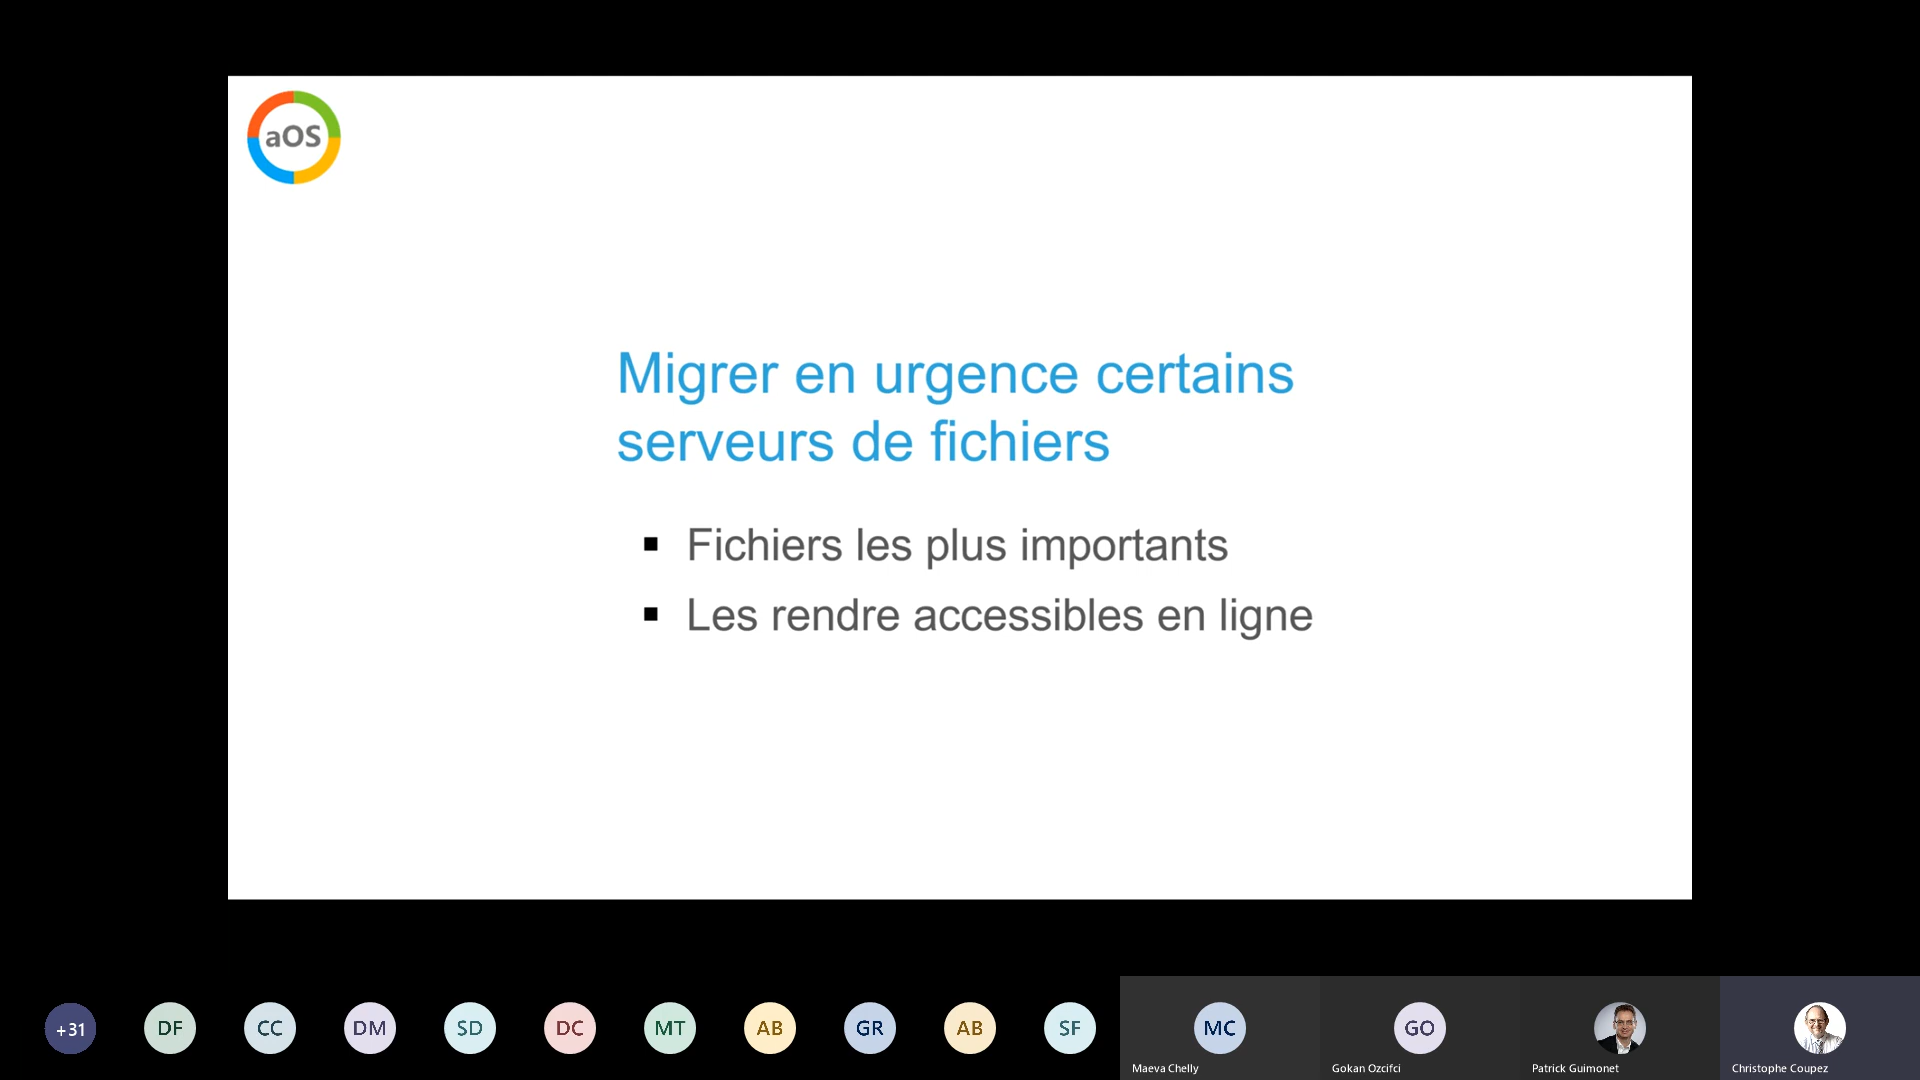 aOS
Migrer en urgence certains
serveurs de fichiers
▪ Fichiers les plus importants
▪ Les rendre accessibles en ligne
+31
DF
CC
DM
SD
DC
MT
AB
GR
AB
SF
MC
GO
Maeva Chelly
Gokan Ozcifci
Patrick Guimonet
Christophe Coupez